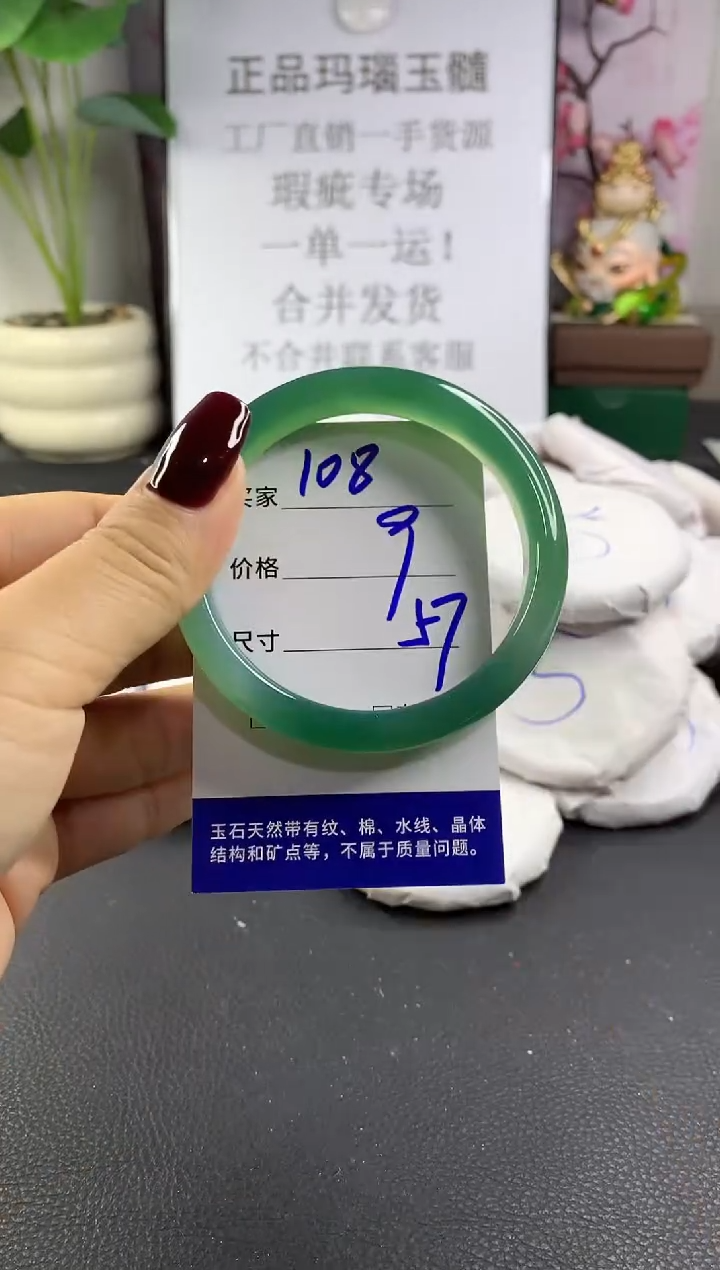 正品玛瑙玉髓
工厂直销一手货源
瑕疵专场
一单一运！
合并发货
不合并联系客服
买家 108
价格 9
尺寸 57
玉石天然带有纹、棉、水线、晶体
结构和矿点等，不属于质量问题。